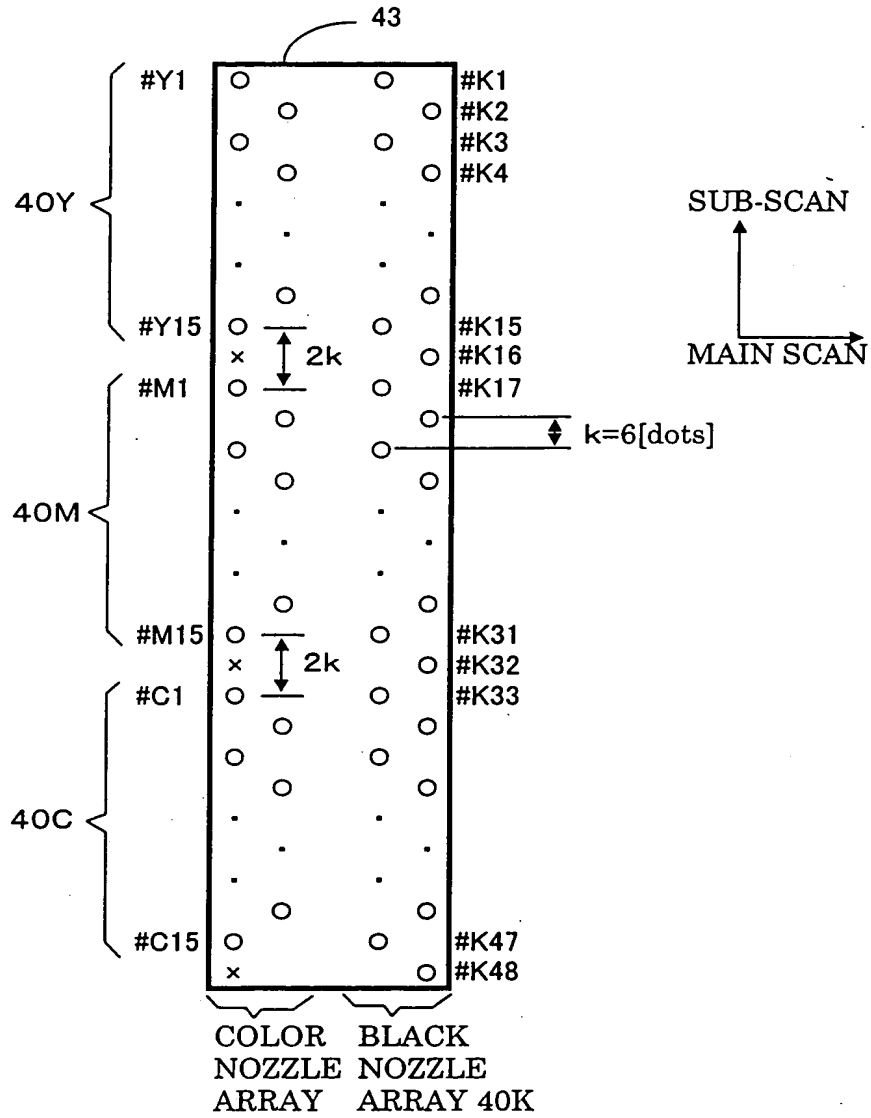 43
#Y1 #K1
#K2
#K3
#K4
40Y
SUB-SCAN
#Y15 #K15
2k
× #K16
MAIN SCAN
#M1 #K17
k=6[dots]
40M
#M15 #K31
2k
× #K32
#C1 #K33
40C
#C15 #K47
× #K48
COLOR NOZZLE ARRAY
BLACK NOZZLE ARRAY 40K